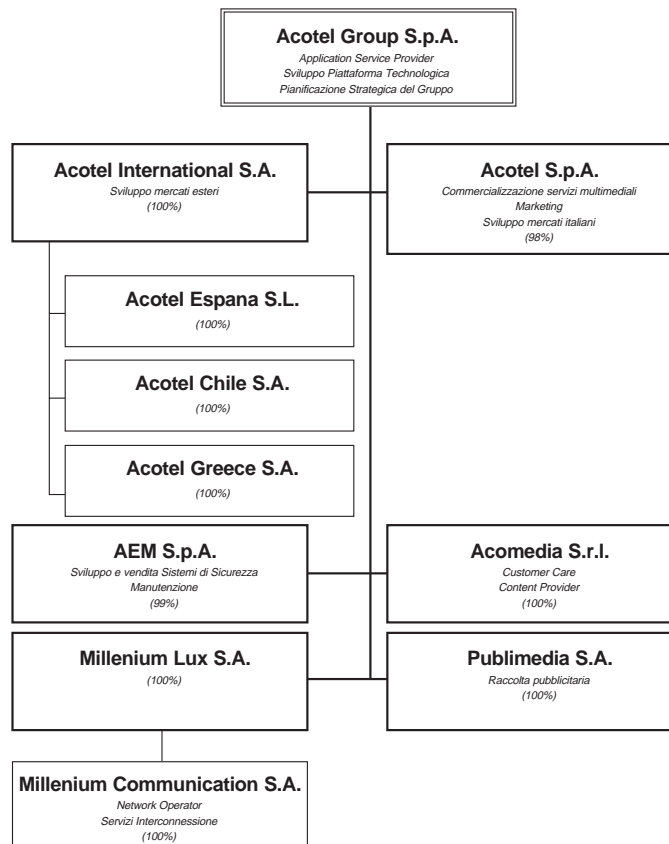 Acotel Group S.p.A.
Application Service Provider
Sviluppo Piattaforma Technologica
Pianificazione Strategica del Gruppo
Acotel International S.A.
Sviluppo mercati esteri
(100%)
Acotel S.p.A.
Commercializzazione servizi multimediali
Marketing
Sviluppo mercati italiani
(98%)
Acotel Espana S.L.
(100%)
Acotel Chile S.A.
(100%)
Acotel Greece S.A.
(100%)
AEM S.p.A.
Sviluppo e vendita Sistemi di Sicurezza
Manutenzione
(99%)
Acomedia S.r.l.
Customer Care
Content Provider
(100%)
Millenium Lux S.A.
(100%)
Publimedia S.A.
Raccolta pubblicitaria
(100%)
Millenium Communication S.A.
Network Operator
Servizi Interconnessione
(100%)